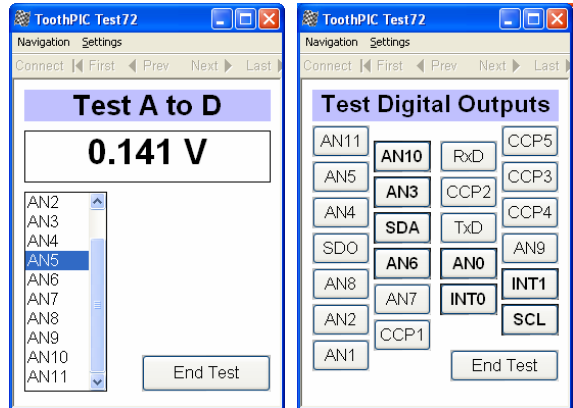 ToothPIC Test72
Navigation Settings
Connect First Prev Next Last
Test A to D
0.141 V
AN2
AN3
AN4
AN5
AN6
AN7
AN8
AN9
AN10
AN11
End Test
ToothPIC Test72
Navigation Settings
Connect First Prev Next Last
Test Digital Outputs
AN11
AN5
AN4
SDO
AN8
AN2
AN1
AN10
AN3
SDA
AN6
AN7
CCP1
RxD
CCP2
TxD
AN0
INT0
CCP5
CCP3
CCP4
AN9
INT1
SCL
End Test